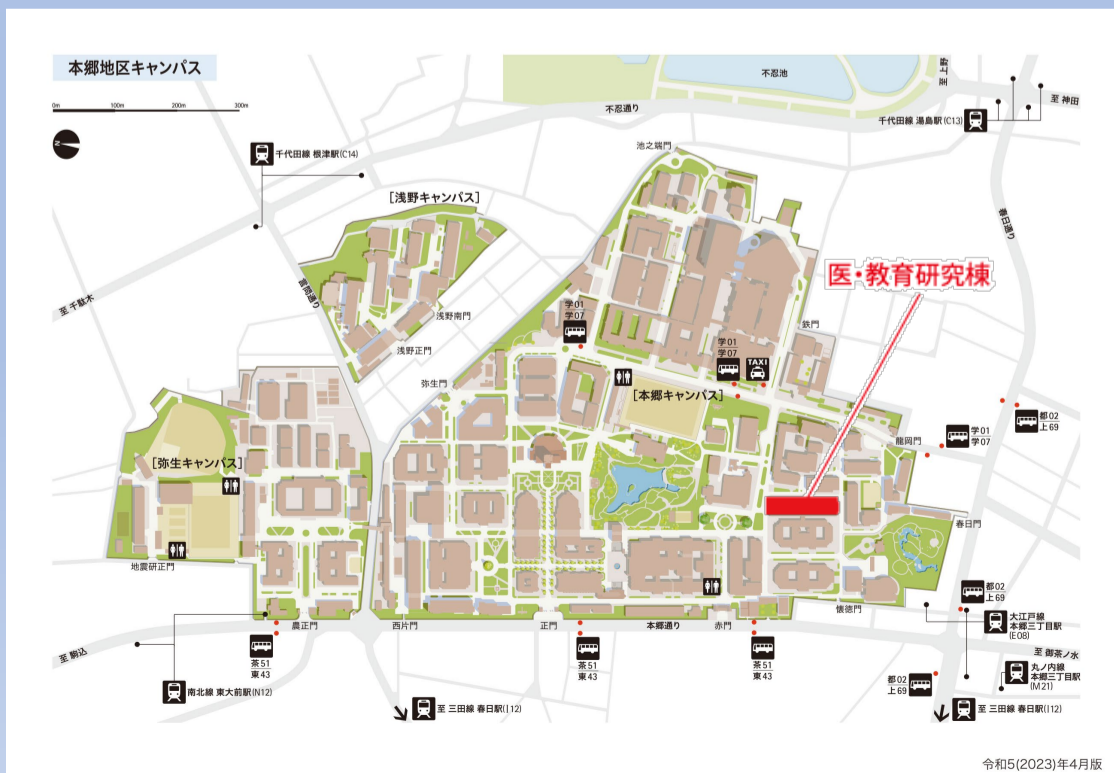 本郷地区キャンパス
0m 100m 200m 300m
N
不忍池
至 上野
至 神田
不忍通り
千代田線 湯島駅(C13)
千代田線 根津駅(C14)
池之端門
[浅野キャンパス]
春日通り
至 千駄木
言問通り
医・教育研究棟
浅野南門
学01
学07
鉄門
浅野正門
学01
学07
TAXI
弥生門
[本郷キャンパス]
都02
上69
学01
学07
龍岡門
[弥生キャンパス]
春日門
地震研正門
都02
上69
懐徳門
大江戸線
本郷三丁目駅
(E08)
農正門
西片門
正門
本郷通り
赤門
至 駒込
茶51
東43
茶51
東43
茶51
東43
至 御茶ノ水
丸ノ内線
本郷三丁目駅
(M21)
都02
上69
南北線 東大前駅(N12)
至 三田線 春日駅(I12)
至 三田線 春日駅(I12)
令和5(2023)年4月版